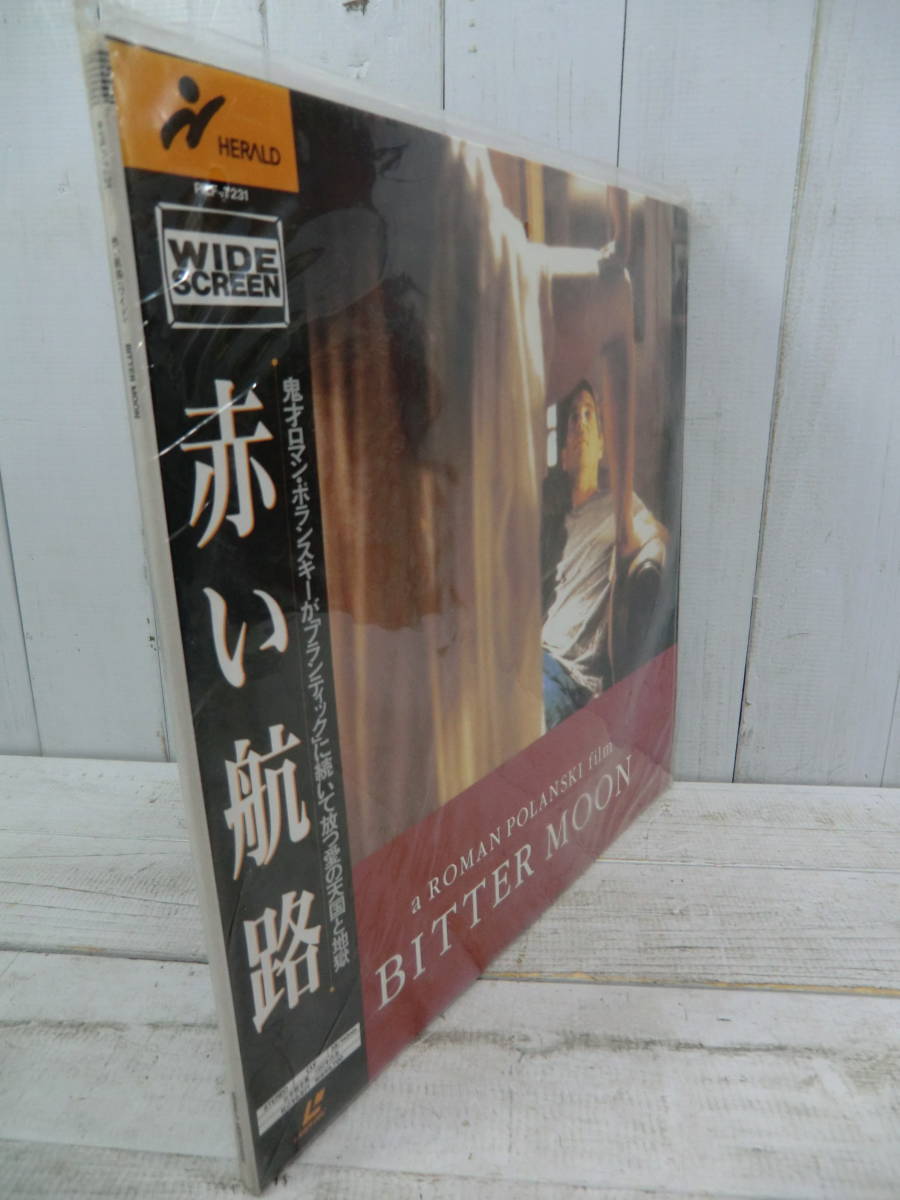 HERALD
WIDE
SCREEN
赤い航路
鬼才ロマン・ポランスキーが「フランティック」に続いて放つ愛の天国と地獄
a ROMAN POLANSKI film
BITTER MOON
BITTER MOON